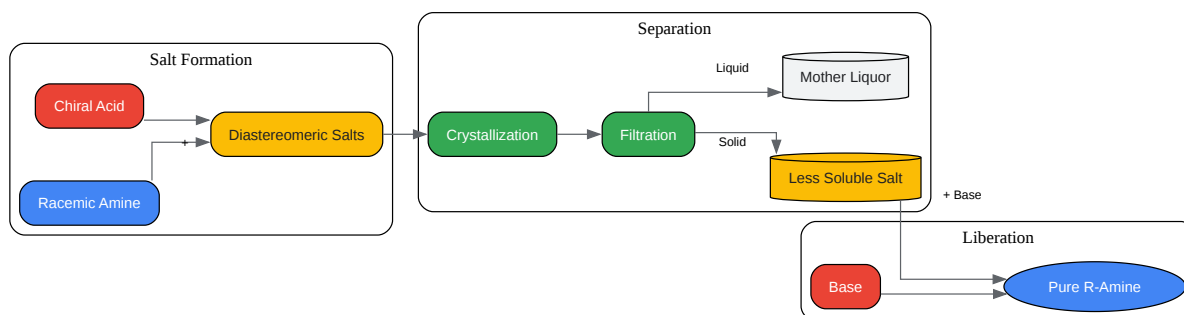 Salt Formation
Chiral Acid
+
Racemic Amine
Diastereomeric Salts
Separation
Crystallization
Filtration
Liquid
Mother Liquor
Solid
Less Soluble Salt
+ Base
Liberation
Base
Pure R-Amine